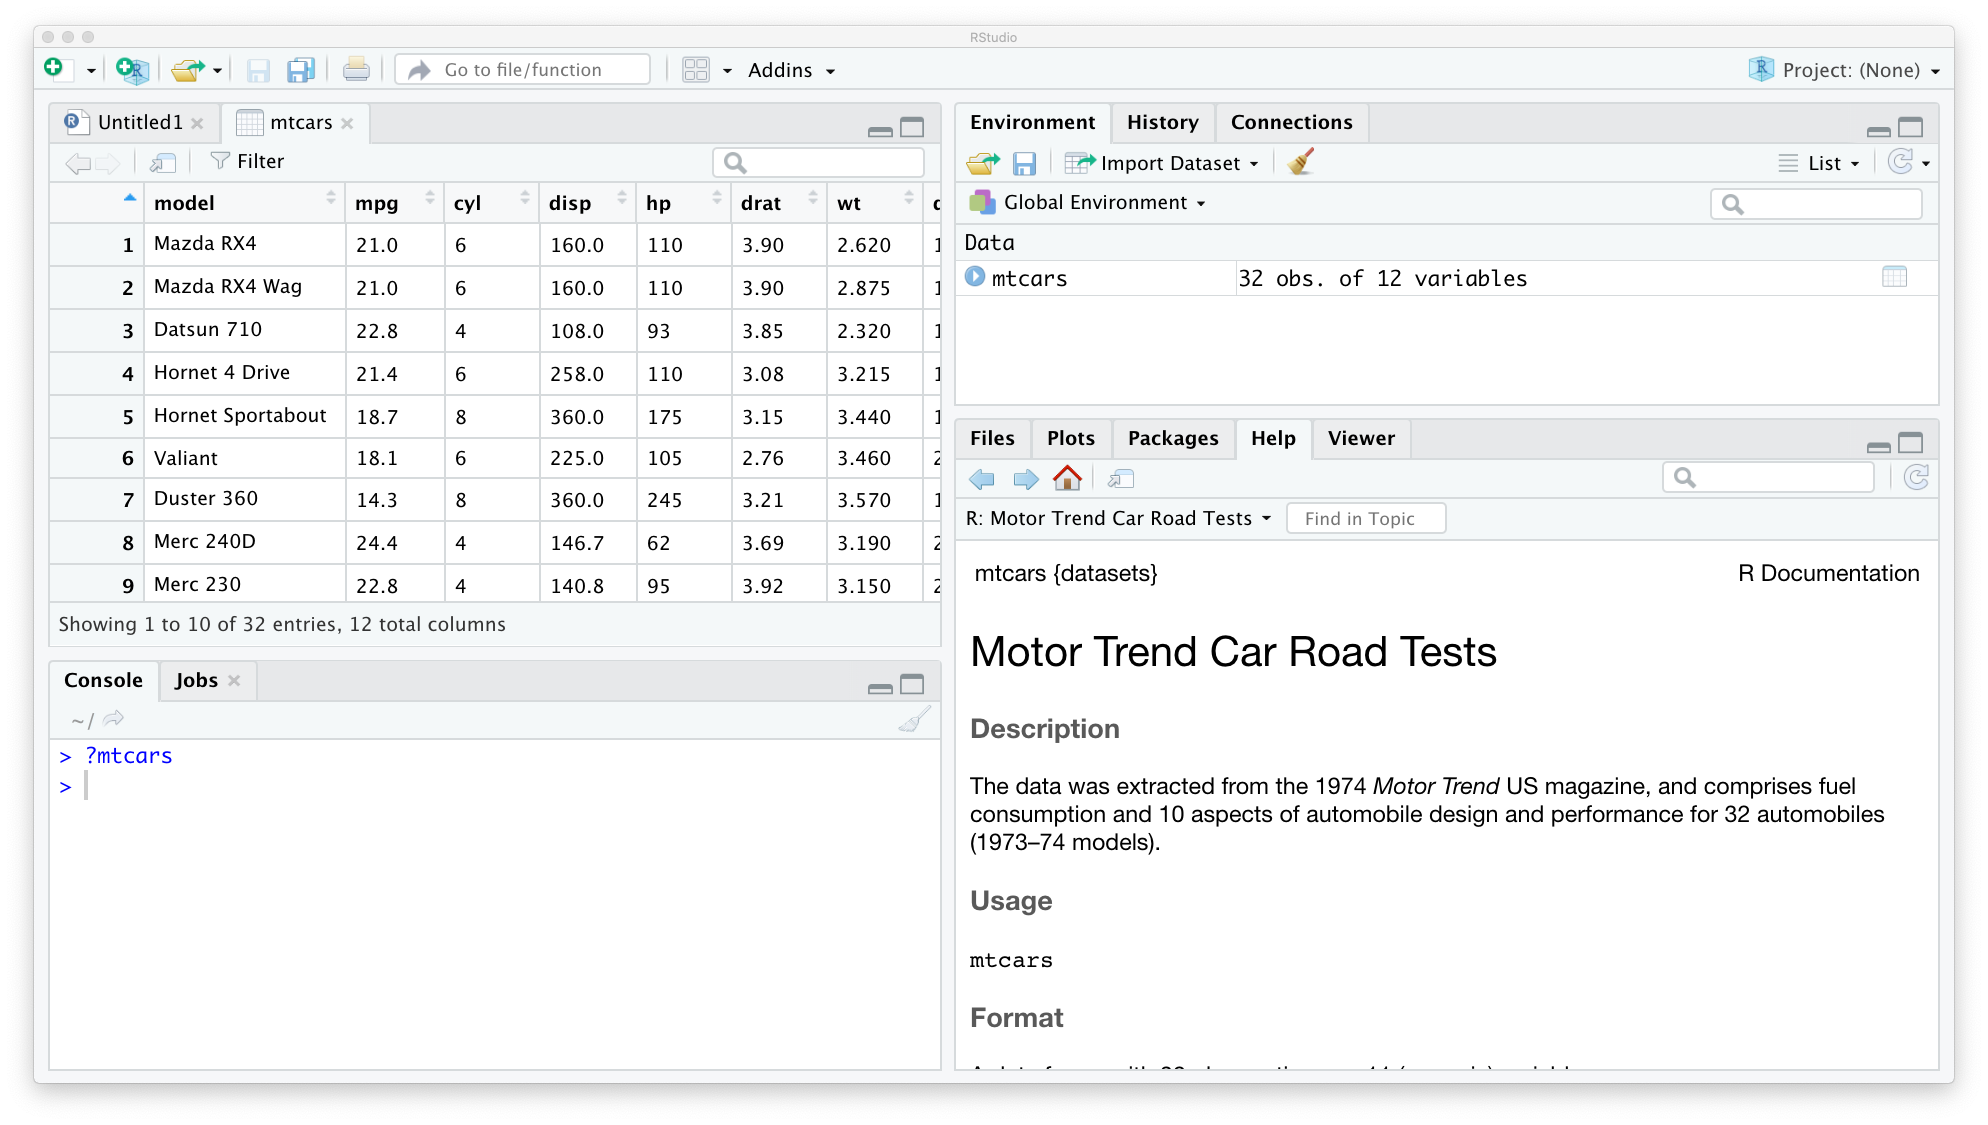 RStudio
Go to file/function
Addins
Project: (None)
Untitled1
mtcars
Filter
model mpg cyl disp hp drat wt
1 Mazda RX4 21.0 6 160.0 110 3.90 2.620 1
2 Mazda RX4 Wag 21.0 6 160.0 110 3.90 2.875 1
3 Datsun 710 22.8 4 108.0 93 3.85 2.320 1
4 Hornet 4 Drive 21.4 6 258.0 110 3.08 3.215 1
5 Hornet Sportabout 18.7 8 360.0 175 3.15 3.440 1
6 Valiant 18.1 6 225.0 105 2.76 3.460 2
7 Duster 360 14.3 8 360.0 245 3.21 3.570 1
8 Merc 240D 24.4 4 146.7 62 3.69 3.190 2
9 Merc 230 22.8 4 140.8 95 3.92 3.150 2
Showing 1 to 10 of 32 entries, 12 total columns
Console Jobs
~/
> ?mtcars
>
Environment History Connections
Import Dataset List
Global Environment
Data
mtcars 32 obs. of 12 variables
Files Plots Packages Help Viewer
R: Motor Trend Car Road Tests Find in Topic
mtcars {datasets} R Documentation
Motor Trend Car Road Tests
Description
The data was extracted from the 1974 Motor Trend US magazine, and comprises fuel
consumption and 10 aspects of automobile design and performance for 32 automobiles
(1973–74 models).
Usage
mtcars
Format